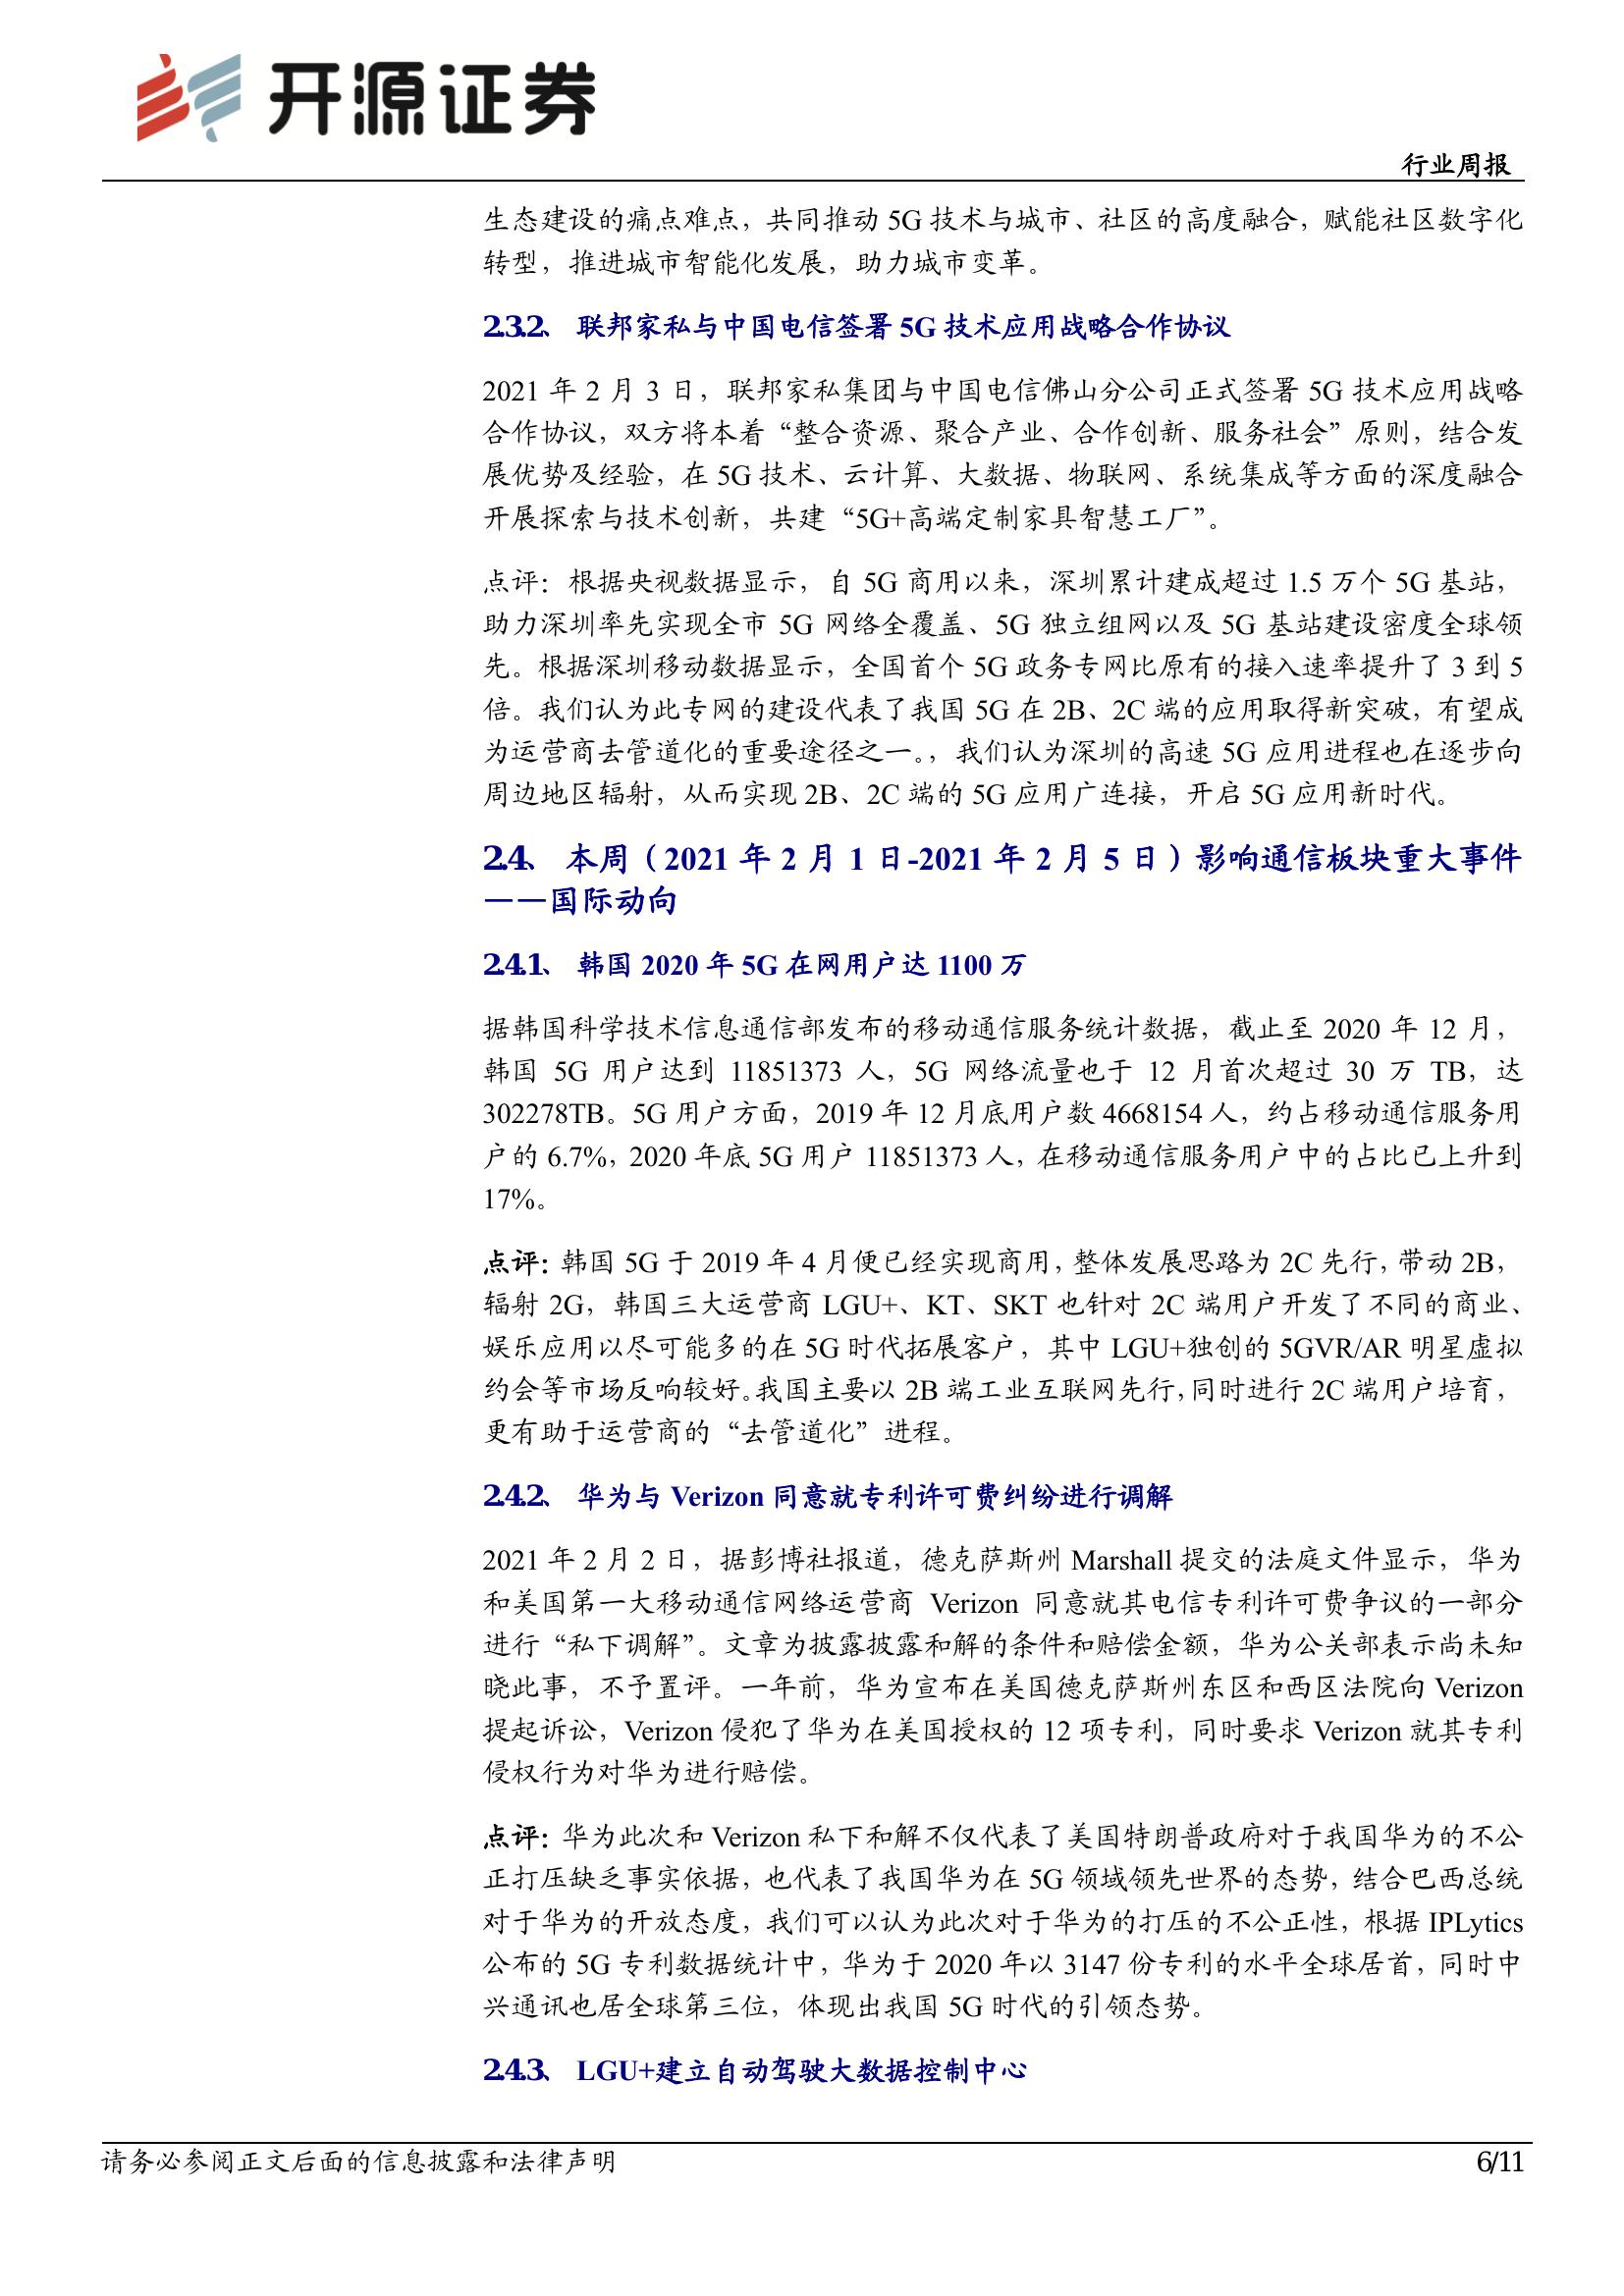 开源证券
行业周报
生态建设的痛点难点，共同推动 5G 技术与城市、社区的高度融合，赋能社区数字化
转型，推进城市智能化发展，助力城市变革。
2.3.2、 联邦家私与中国电信签署 5G 技术应用战略合作协议
2021 年 2 月 3 日，联邦家私集团与中国电信佛山分公司正式签署 5G 技术应用战略
合作协议，双方将本着“整合资源、聚合产业、合作创新、服务社会”原则，结合发
展优势及经验，在 5G 技术、云计算、大数据、物联网、系统集成等方面的深度融合
开展探索与技术创新，共建“5G+高端定制家具智慧工厂”。
点评：根据央视数据显示，自 5G 商用以来，深圳累计建成超过 1.5 万个 5G 基站，
助力深圳率先实现全市 5G 网络全覆盖、5G 独立组网以及 5G 基站建设密度全球领
先。根据深圳移动数据显示，全国首个 5G 政务专网比原有的接入速率提升了 3 到 5
倍。我们认为此专网的建设代表了我国 5G 在 2B、2C 端的应用取得新突破，有望成
为运营商去管道化的重要途径之一。，我们认为深圳的高速 5G 应用进程也在逐步向
周边地区辐射，从而实现 2B、2C 端的 5G 应用广连接，开启 5G 应用新时代。
2.4、 本周（2021 年 2 月 1 日-2021 年 2 月 5 日）影响通信板块重大事件
——国际动向
2.4.1、 韩国 2020 年 5G 在网用户达 1100 万
据韩国科学技术信息通信部发布的移动通信服务统计数据，截止至 2020 年 12 月，
韩国 5G 用户达到 11851373 人，5G 网络流量也于 12 月首次超过 30 万 TB，达
302278TB。5G 用户方面，2019 年 12 月底用户数 4668154 人，约占移动通信服务用
户的 6.7%，2020 年底 5G 用户 11851373 人，在移动通信服务用户中的占比已上升到
17%。
点评：韩国 5G 于 2019 年 4 月便已经实现商用，整体发展思路为 2C 先行，带动 2B，
辐射 2G，韩国三大运营商 LGU+、KT、SKT 也针对 2C 端用户开发了不同的商业、
娱乐应用以尽可能多的在 5G 时代拓展客户，其中 LGU+独创的 5GVR/AR 明星虚拟
约会等市场反响较好。我国主要以 2B 端工业互联网先行，同时进行 2C 端用户培育，
更有助于运营商的“去管道化”进程。
2.4.2、 华为与 Verizon 同意就专利许可费纠纷进行调解
2021 年 2 月 2 日，据彭博社报道，德克萨斯州 Marshall 提交的法庭文件显示，华为
和美国第一大移动通信网络运营商 Verizon 同意就其电信专利许可费争议的一部分
进行“私下调解”。文章为披露披露和解的条件和赔偿金额，华为公关部表示尚未知
晓此事，不予置评。一年前，华为宣布在美国德克萨斯州东区和西区法院向 Verizon
提起诉讼，Verizon 侵犯了华为在美国授权的 12 项专利，同时要求 Verizon 就其专利
侵权行为对华为进行赔偿。
点评：华为此次和 Verizon 私下和解不仅代表了美国特朗普政府对于我国华为的不公
正打压缺乏事实依据，也代表了我国华为在 5G 领域领先世界的态势，结合巴西总统
对于华为的开放态度，我们可以认为此次对于华为的打压的不公正性，根据 IPLytics
公布的 5G 专利数据统计中，华为于 2020 年以 3147 份专利的水平全球居首，同时中
兴通讯也居全球第三位，体现出我国 5G 时代的引领态势。
2.4.3、 LGU+建立自动驾驶大数据控制中心
请务必参阅正文后面的信息披露和法律声明
6/11